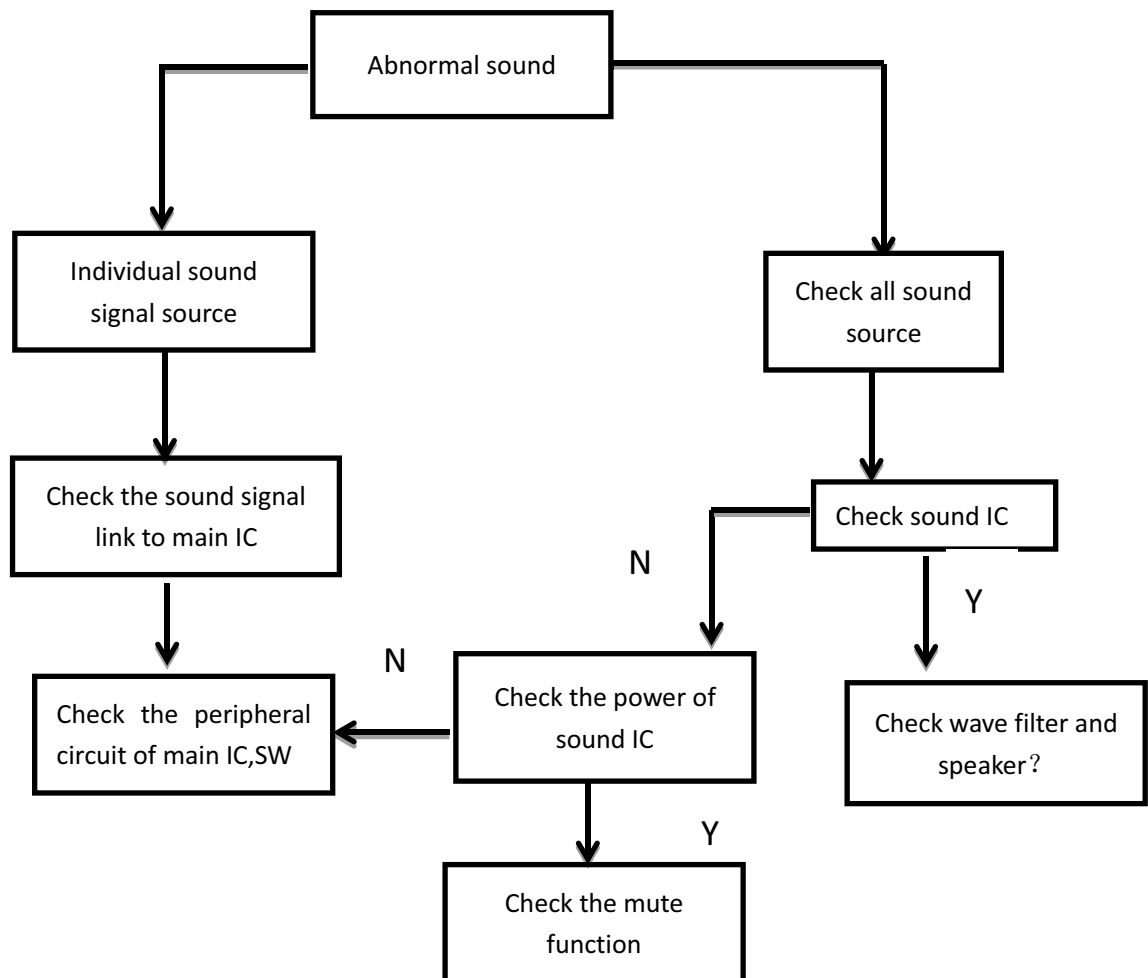 Abnormal sound
Individual sound
signal source
Check all sound
source
Check the sound signal
link to main IC
Check sound IC
N
Y
N
Check the peripheral
circuit of main IC,SW
Check the power of
sound IC
Check wave filter and
speaker？
Y
Check the mute
function